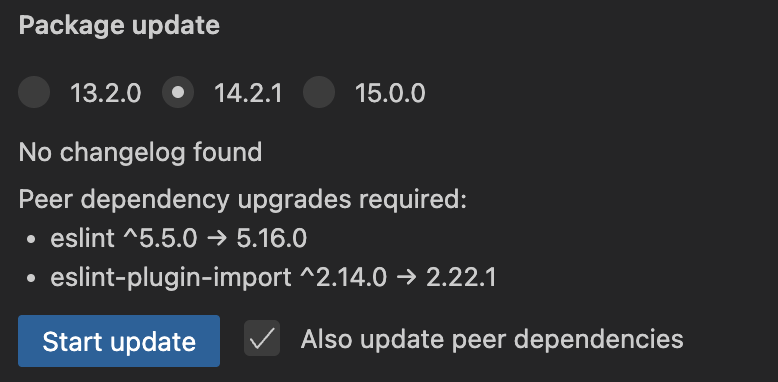 Package update
13.2.0 14.2.1 15.0.0
No changelog found
Peer dependency upgrades required:
• eslint ^5.5.0 → 5.16.0
• eslint-plugin-import ^2.14.0 → 2.22.1
Start update Also update peer dependencies